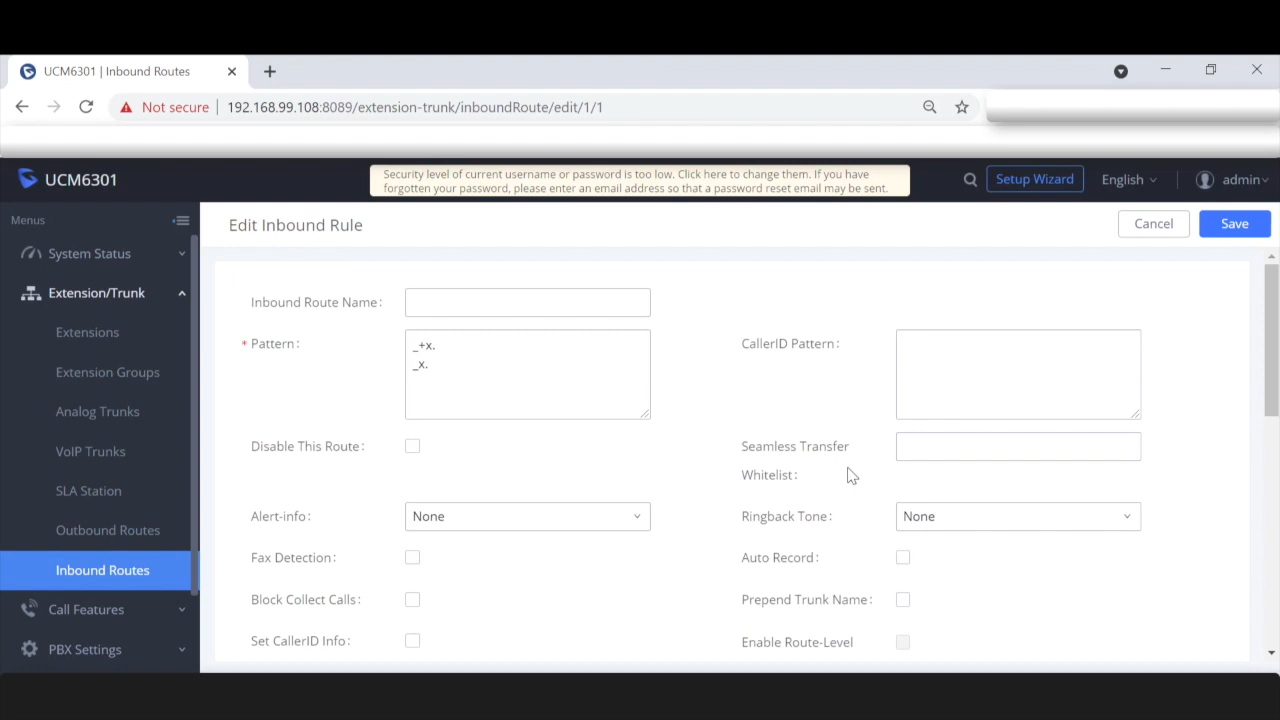 UCM6301 | Inbound Routes
Not secure 192.168.99.108:8089/extension-trunk/inboundRoute/edit/1/1
UCM6301
Security level of current username or password is too low. Click here to change them. If you have
forgotten your password, please enter an email address so that a password reset email may be sent.
Setup Wizard
English
admin
Menus
System Status
Extension/Trunk
Extensions
Extension Groups
Analog Trunks
VoIP Trunks
SLA Station
Outbound Routes
Inbound Routes
Call Features
PBX Settings
Edit Inbound Rule
Cancel
Save
Inbound Route Name:
* Pattern:
_+x.
_x.
CallerID Pattern:
Disable This Route:
Seamless Transfer
Whitelist:
Alert-info: None
Ringback Tone: None
Fax Detection:
Auto Record:
Block Collect Calls:
Prepend Trunk Name:
Set CallerID Info:
Enable Route-Level